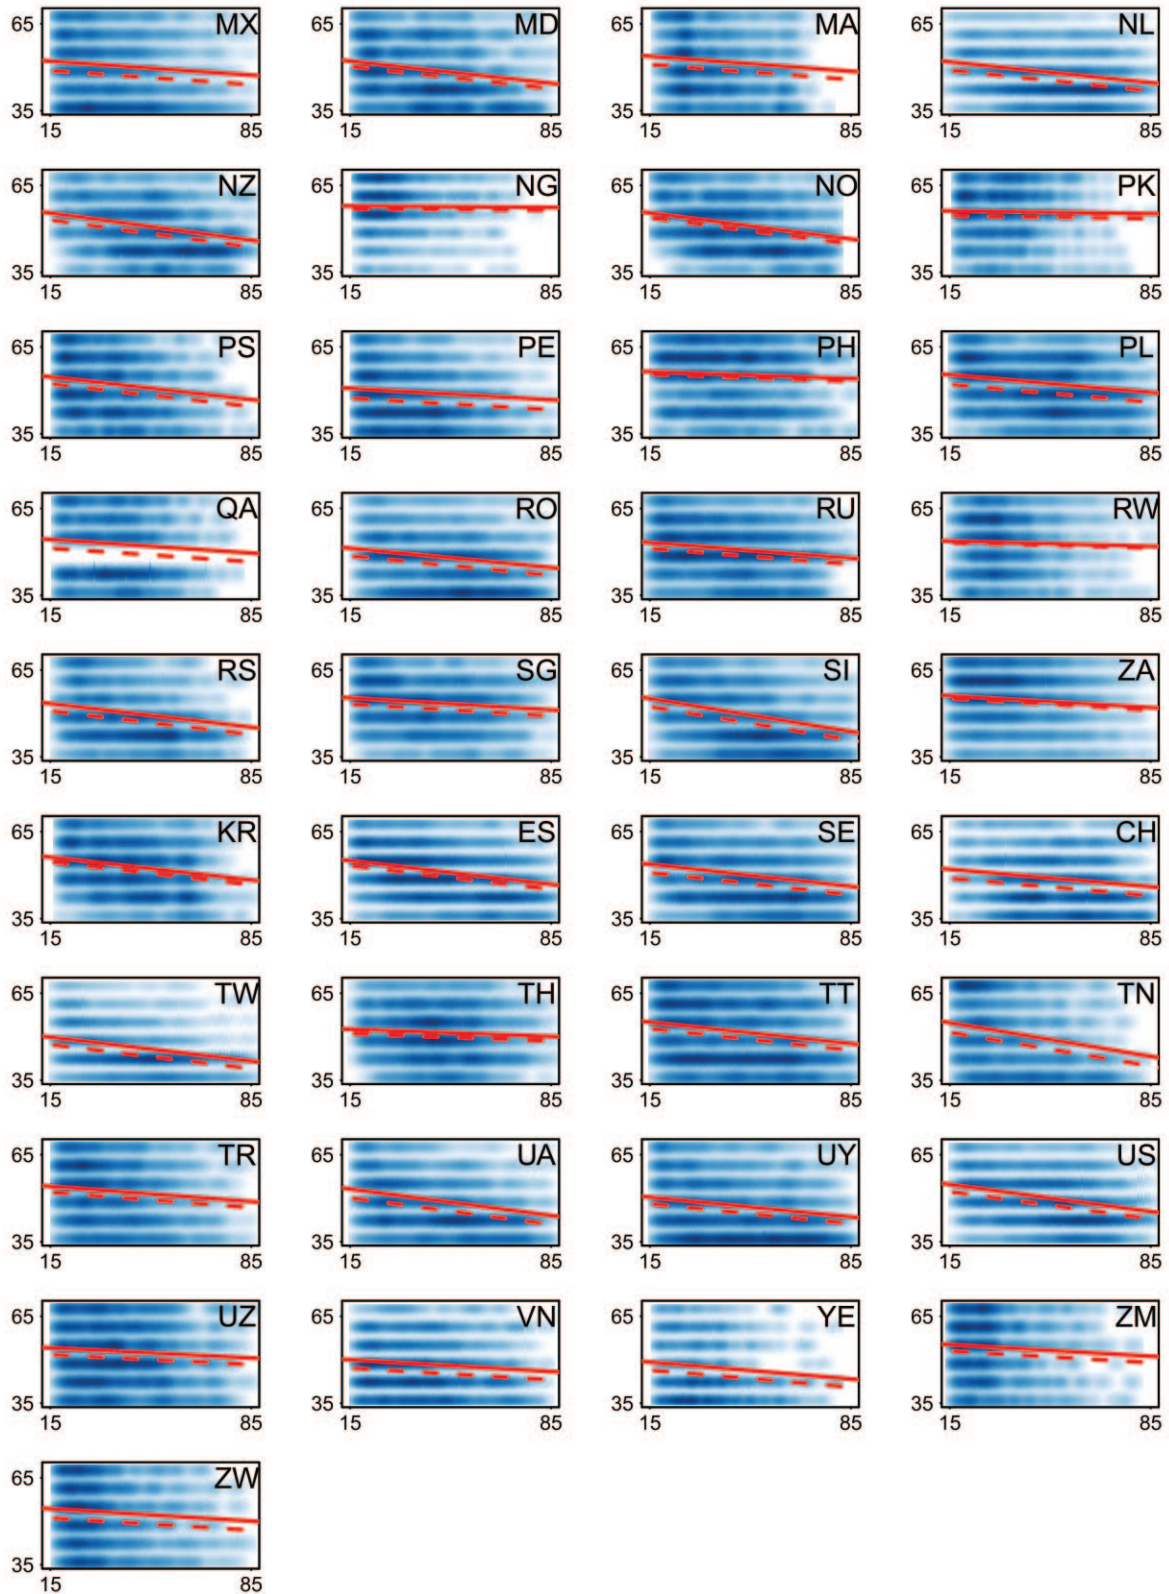 65 MX 65 MD 65 MA 65 NL
35 35 35 35
15 85 15 85 15 85 15 85
65 NZ 65 NG 65 NO 65 PK
35 35 35 35
15 85 15 85 15 85 15 85
65 PS 65 PE 65 PH 65 PL
35 35 35 35
15 85 15 85 15 85 15 85
65 QA 65 RO 65 RU 65 RW
35 35 35 35
15 85 15 85 15 85 15 85
65 RS 65 SG 65 SI 65 ZA
35 35 35 35
15 85 15 85 15 85 15 85
65 KR 65 ES 65 SE 65 CH
35 35 35 35
15 85 15 85 15 85 15 85
65 TW 65 TH 65 TT 65 TN
35 35 35 35
15 85 15 85 15 85 15 85
65 TR 65 UA 65 UY 65 US
35 35 35 35
15 85 15 85 15 85 15 85
65 UZ 65 VN 65 YE 65 ZM
35 35 35 35
15 85 15 85 15 85 15 85
65 ZW
35
15 85